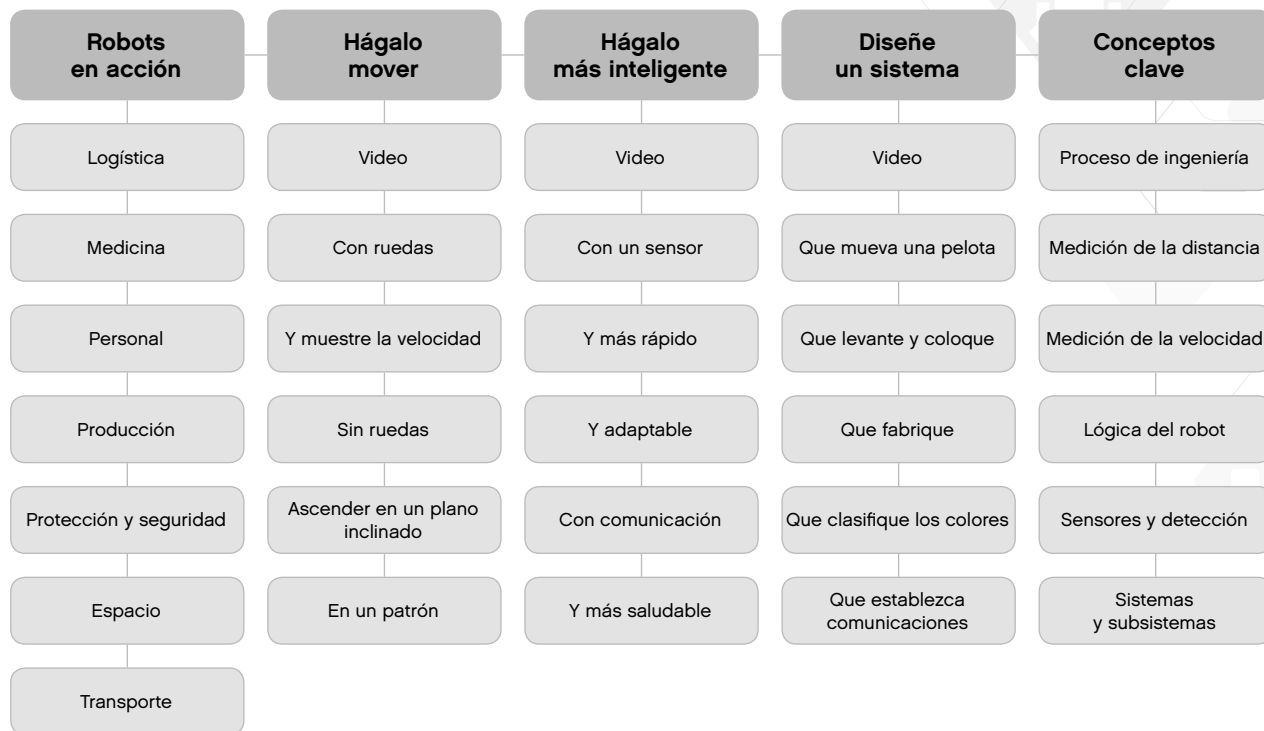 Robots
en acción
Logística
Medicina
Personal
Producción
Protección y seguridad
Espacio
Transporte
Hágalo
mover
Video
Con ruedas
Y muestre la velocidad
Sin ruedas
Ascender en un plano
inclinado
En un patrón
Hágalo
más inteligente
Video
Con un sensor
Y más rápido
Y adaptable
Con comunicación
Y más saludable
Diseñe
un sistema
Video
Que mueva una pelota
Que levante y coloque
Que fabrique
Que clasifique los colores
Que establezca
comunicaciones
Conceptos
clave
Proceso de ingeniería
Medición de la distancia
Medición de la velocidad
Lógica del robot
Sensores y detección
Sistemas
y subsistemas